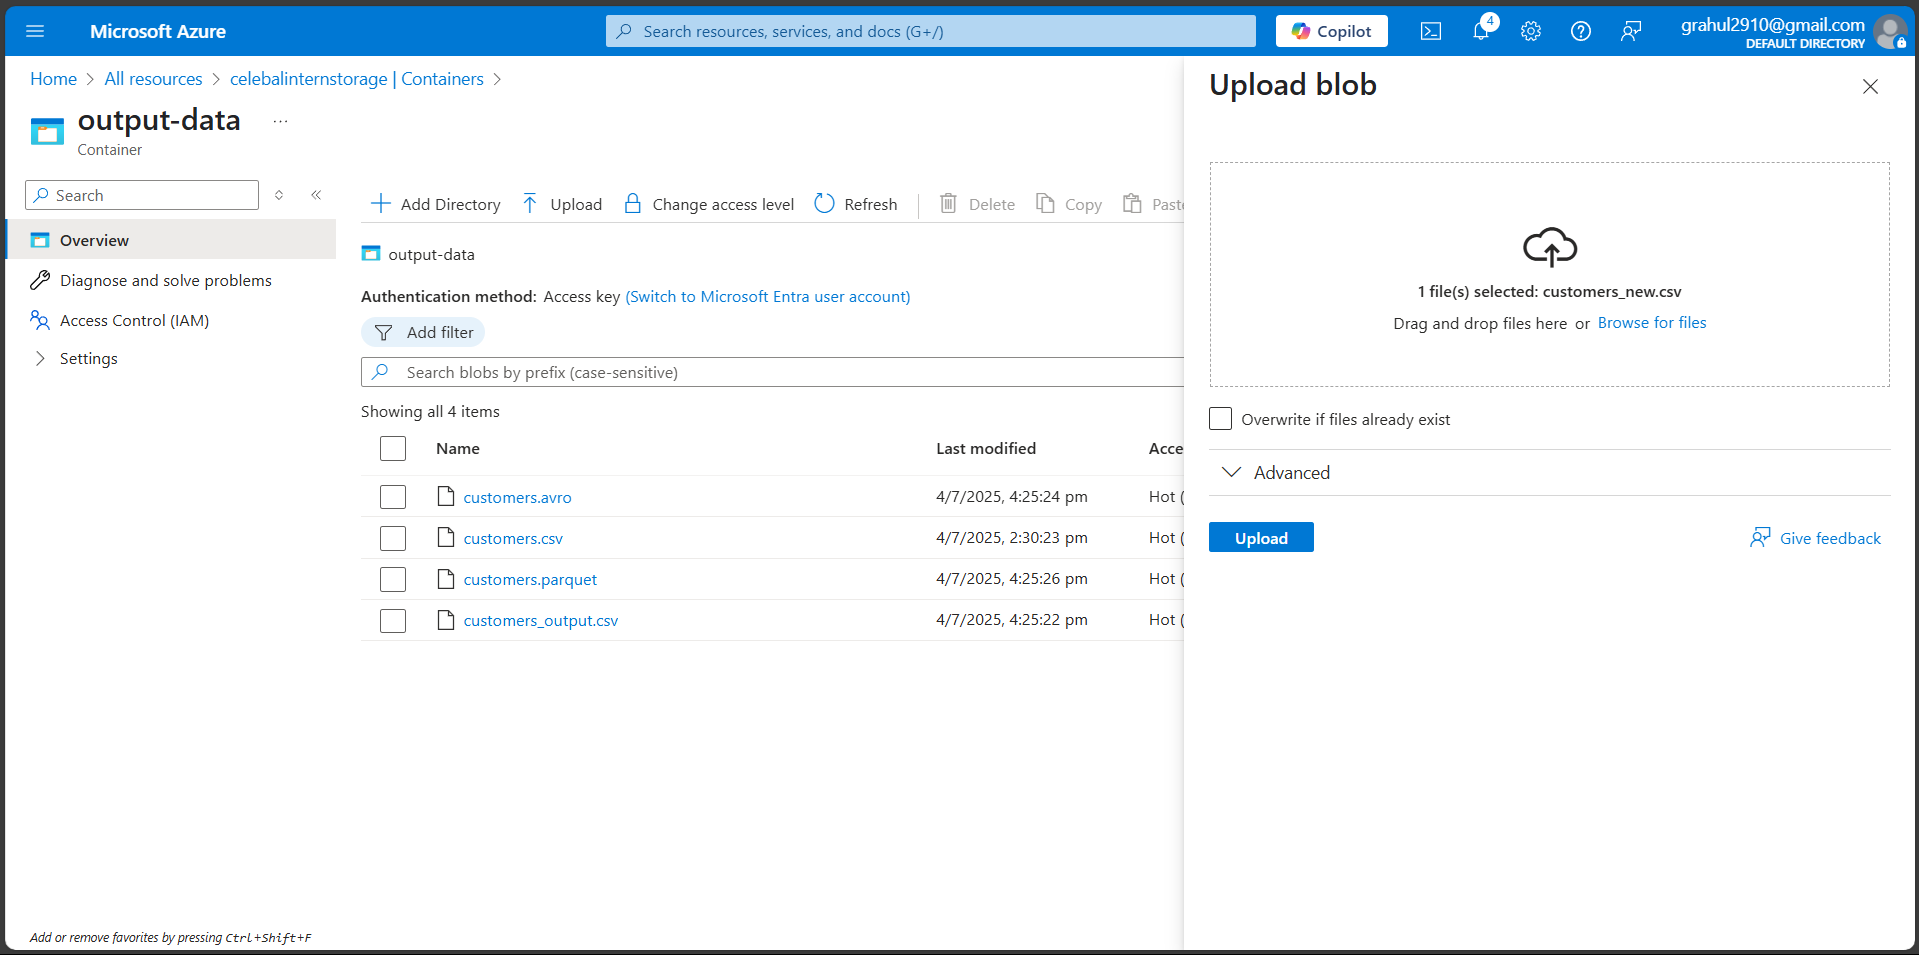 Microsoft Azure
Search resources, services, and docs (G+/)
Copilot
4
grahul2910@gmail.com
DEFAULT DIRECTORY
Home > All resources > celebalinternstorage | Containers >
output-data ...
Container
Search
Overview
Diagnose and solve problems
Access Control (IAM)
Settings
Add or remove favorites by pressing Ctrl+Shift+F
Add Directory Upload Change access level Refresh Delete Copy Paste
output-data
Authentication method: Access key (Switch to Microsoft Entra user account)
Add filter
Search blobs by prefix (case-sensitive)
Showing all 4 items
Name Last modified Acce
customers.avro 4/7/2025, 4:25:24 pm Hot (
customers.csv 4/7/2025, 2:30:23 pm Hot (
customers.parquet 4/7/2025, 4:25:26 pm Hot (
customers_output.csv 4/7/2025, 4:25:22 pm Hot (
Upload blob
1 file(s) selected: customers_new.csv
Drag and drop files here or Browse for files
Overwrite if files already exist
Advanced
Upload
Give feedback